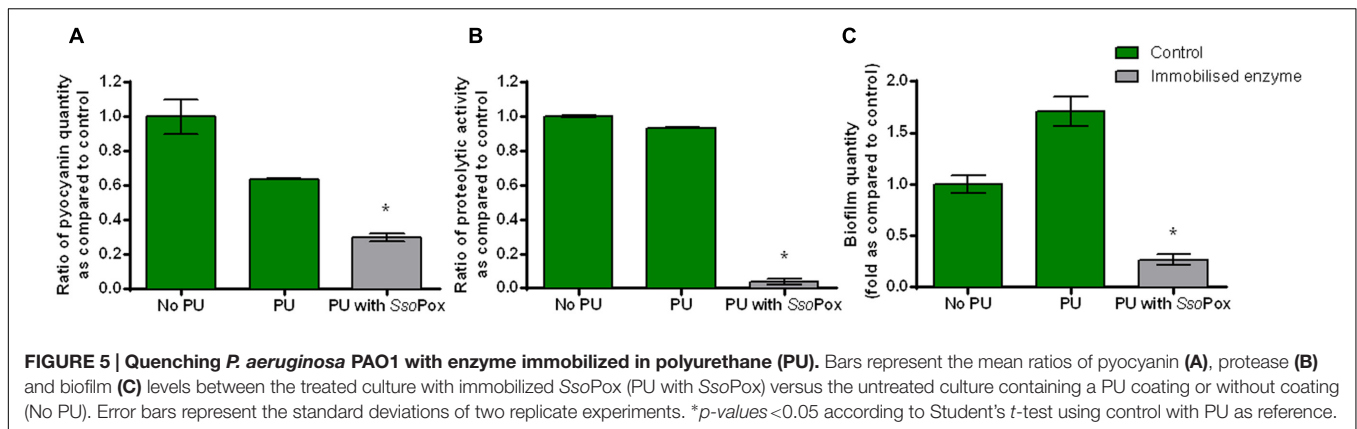 A
Ratio of pyocyanin quantity
as compared to control
1.2
1.0
0.8
0.6
0.4
0.2
0.0
*
No PU
PU
PU with SsoPox
B
Ratio of proteolytic activity
as compared to control
1.2
1.0
0.8
0.6
0.4
0.2
0.0
*
No PU
PU
PU with SsoPox
C
Biofilm quantity
(fold as compared to control)
2.0
1.5
1.0
0.5
0.0
*
No PU
PU
PU with SsoPox
Control
Immobilised enzyme
FIGURE 5 | Quenching P. aeruginosa PAO1 with enzyme immobilized in polyurethane (PU). Bars represent the mean ratios of pyocyanin (A), protease (B)
and biofilm (C) levels between the treated culture with immobilized SsoPox (PU with SsoPox) versus the untreated culture containing a PU coating or without coating
(No PU). Error bars represent the standard deviations of two replicate experiments. *p-values <0.05 according to Student's t-test using control with PU as reference.